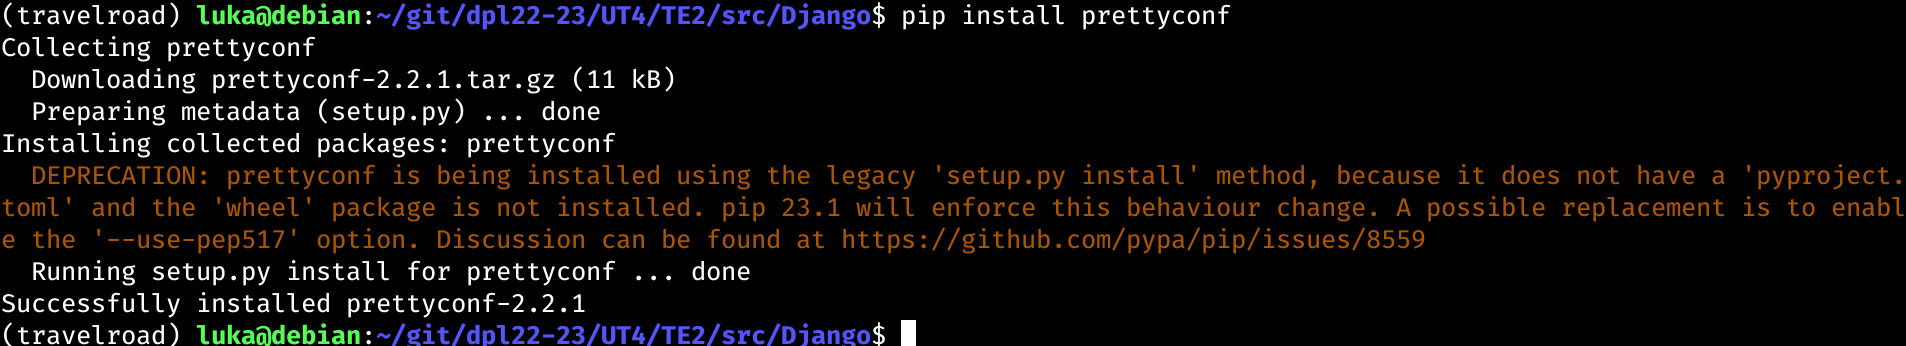 (travelroad) luka@debian:~/git/dpl22-23/UT4/TE2/src/Django$ pip install prettyconf
Collecting prettyconf
  Downloading prettyconf-2.2.1.tar.gz (11 kB)
  Preparing metadata (setup.py) ... done
Installing collected packages: prettyconf
  DEPRECATION: prettyconf is being installed using the legacy 'setup.py install' method, because it does not have a 'pyproject.
toml' and the 'wheel' package is not installed. pip 23.1 will enforce this behaviour change. A possible replacement is to enabl
e the '--use-pep517' option. Discussion can be found at https://github.com/pypa/pip/issues/8559
  Running setup.py install for prettyconf ... done
Successfully installed prettyconf-2.2.1
(travelroad) luka@debian:~/git/dpl22-23/UT4/TE2/src/Django$